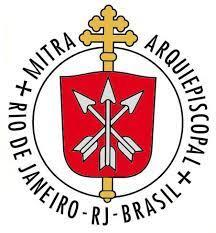 MITRA ARQUIEPISCOPAL
+ RIO DE JANEIRO - RJ - BRASIL +